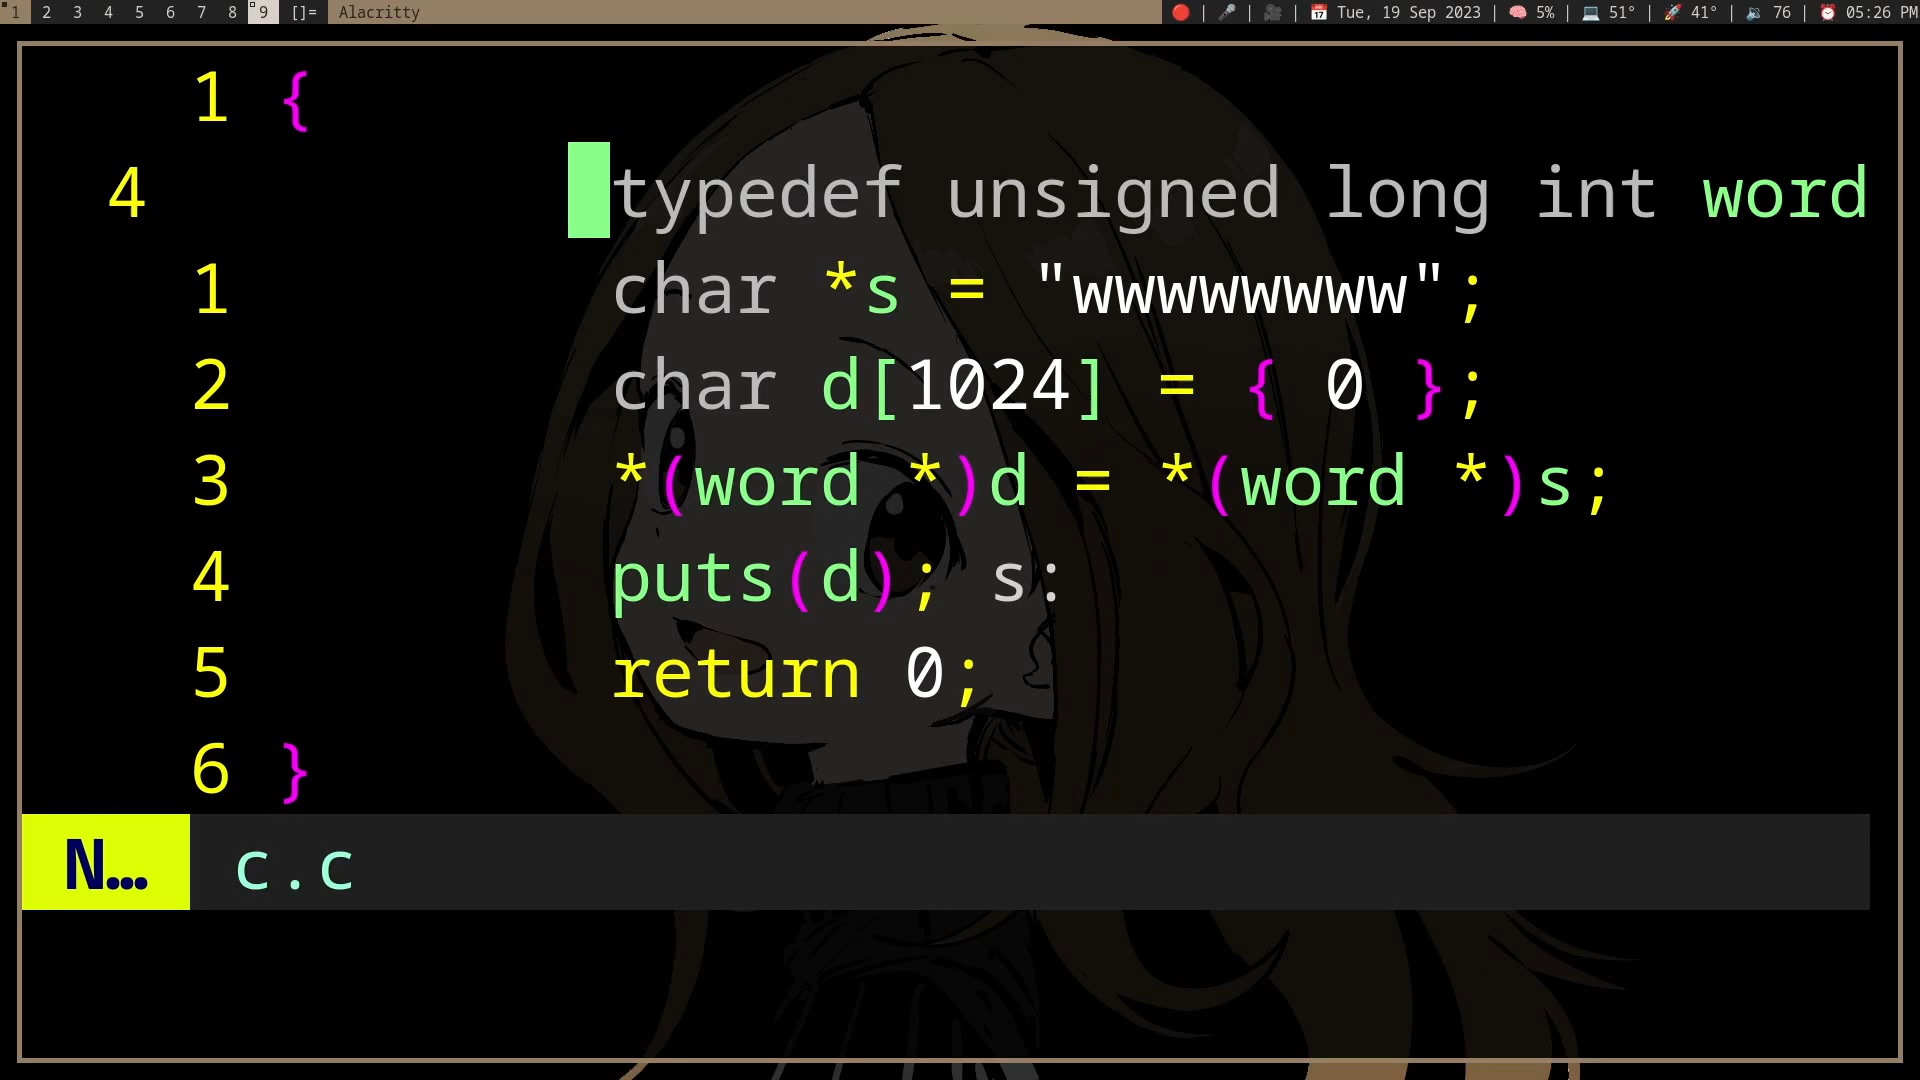 1 2 3 4 5 6 7 8 9 []= Alacritty 🔴 | 🎤 | 🎥 | 📅 Tue, 19 Sep 2023 | 🧠 5% | 💻 51° | 🚀 41° | 🔉 76 | ⏰ 05:26 PM
1 {
4 typedef unsigned long int word
1 char *s = "wwwwwwww";
2 char d[1024] = { 0 };
3 *(word *)d = *(word *)s;
4 puts(d); s:
5 return 0;
6 }
N… c.c